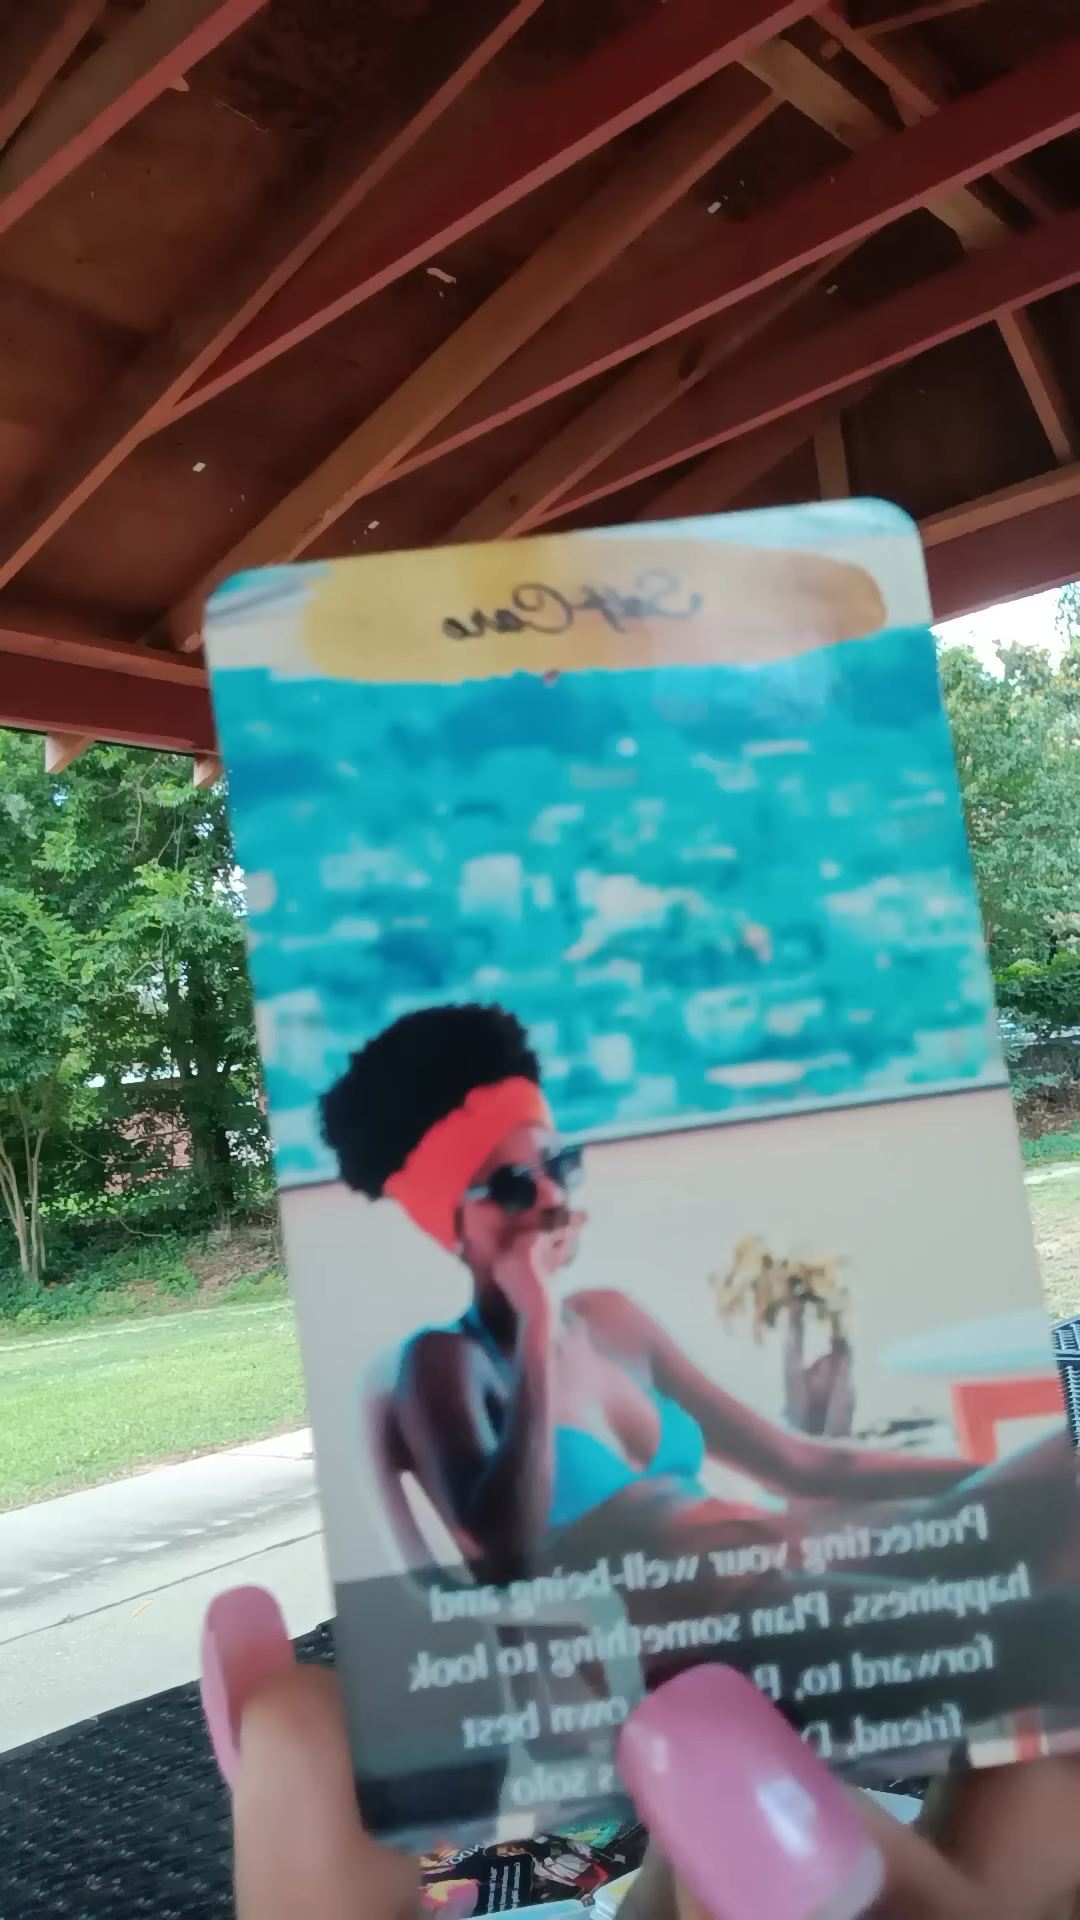 Self-Care
Protecting your well-being and
happiness, Plan something to look
forward to, own best
friend, solo